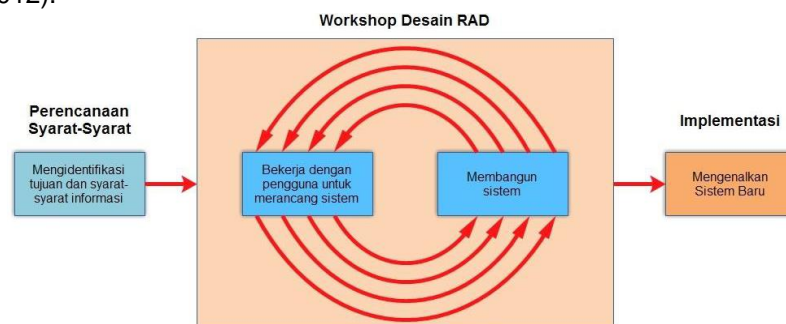 012).
Workshop Desain RAD
Perencanaan
Syarat-Syarat
Mengidentifikasi
tujuan dan syarat-
syarat informasi
Bekerja dengan
pengguna untuk
merancang sistem
Membangun
sistem
Implementasi
Mengenalkan
Sistem Baru